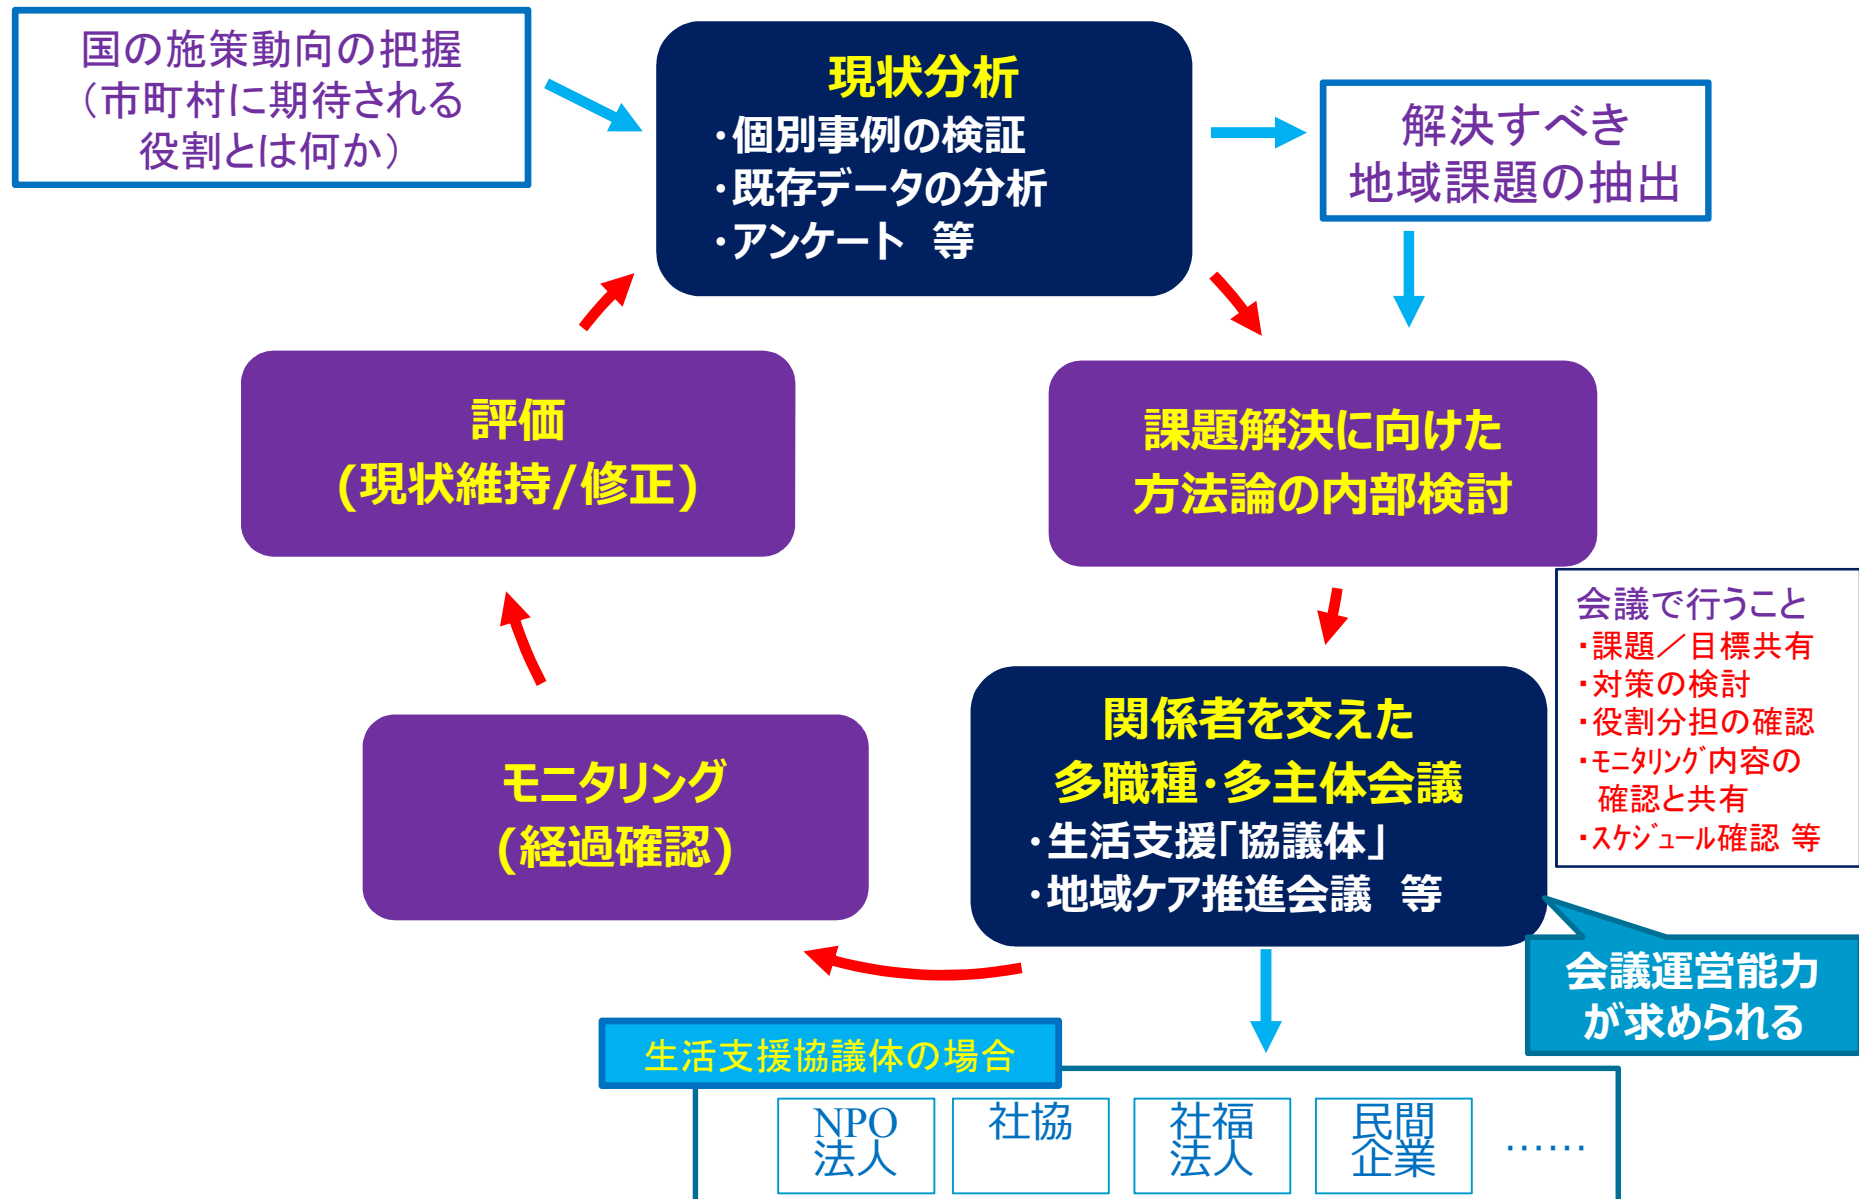 国の施策動向の把握
（市町村に期待される
役割とは何か）
現状分析
・個別事例の検証
・既存データの分析
・アンケート 等
解決すべき
地域課題の抽出
評価
(現状維持/修正)
課題解決に向けた
方法論の内部検討
会議で行うこと
・課題／目標共有
・対策の検討
・役割分担の確認
・ﾓﾆﾀﾘﾝｸﾞ内容の
確認と共有
・ｽｹｼﾞｭｰﾙ確認 等
関係者を交えた
多職種・多主体会議
・生活支援「協議体」
・地域ケア推進会議 等
モニタリング
(経過確認)
会議運営能力
が求められる
生活支援協議体の場合
NPO
法人
社協
社福
法人
民間
企業
……